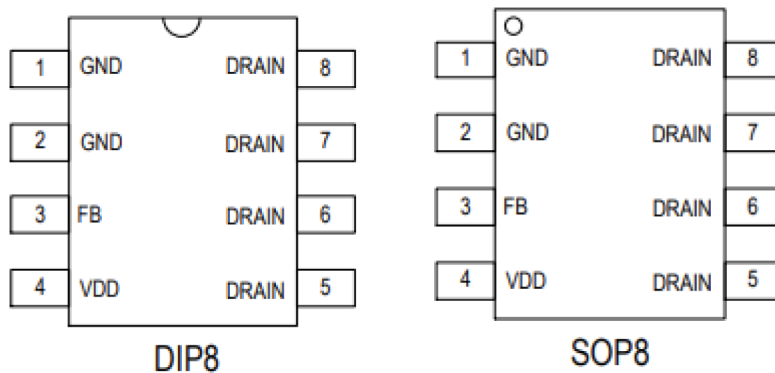 1 GND DRAIN 8
2 GND DRAIN 7
3 FB DRAIN 6
4 VDD DRAIN 5
DIP8
1 GND DRAIN 8
2 GND DRAIN 7
3 FB DRAIN 6
4 VDD DRAIN 5
SOP8